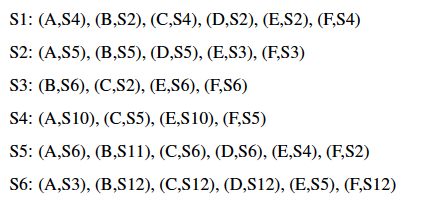 S1: (A,S4), (B,S2), (C,S4), (D,S2), (E,S2), (F,S4)
S2: (A,S5), (B,S5), (D,S5), (E,S3), (F,S3)
S3: (B,S6), (C,S2), (E,S6), (F,S6)
S4: (A,S10), (C,S5), (E,S10), (F,S5)
S5: (A,S6), (B,S11), (C,S6), (D,S6), (E,S4), (F,S2)
S6: (A,S3), (B,S12), (C,S12), (D,S12), (E,S5), (F,S12)